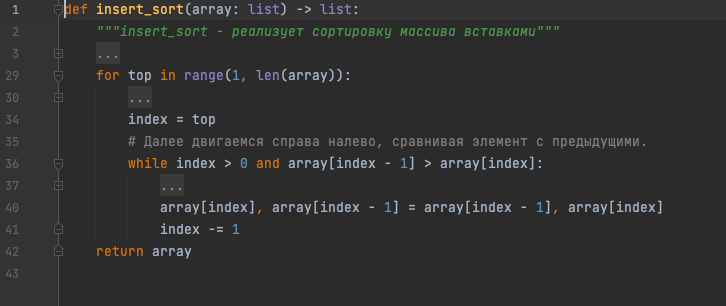 1 def insert_sort(array: list) -> list:
2     """insert_sort - реализует сортировку массива вставками"""
3     ...
29     for top in range(1, len(array)):
30         ...
34         index = top
35         # Далее двигаемся справа налево, сравнивая элемент с предыдущими.
36         while index > 0 and array[index - 1] > array[index]:
37             ...
40             array[index], array[index - 1] = array[index - 1], array[index]
41             index -= 1
42     return array
43